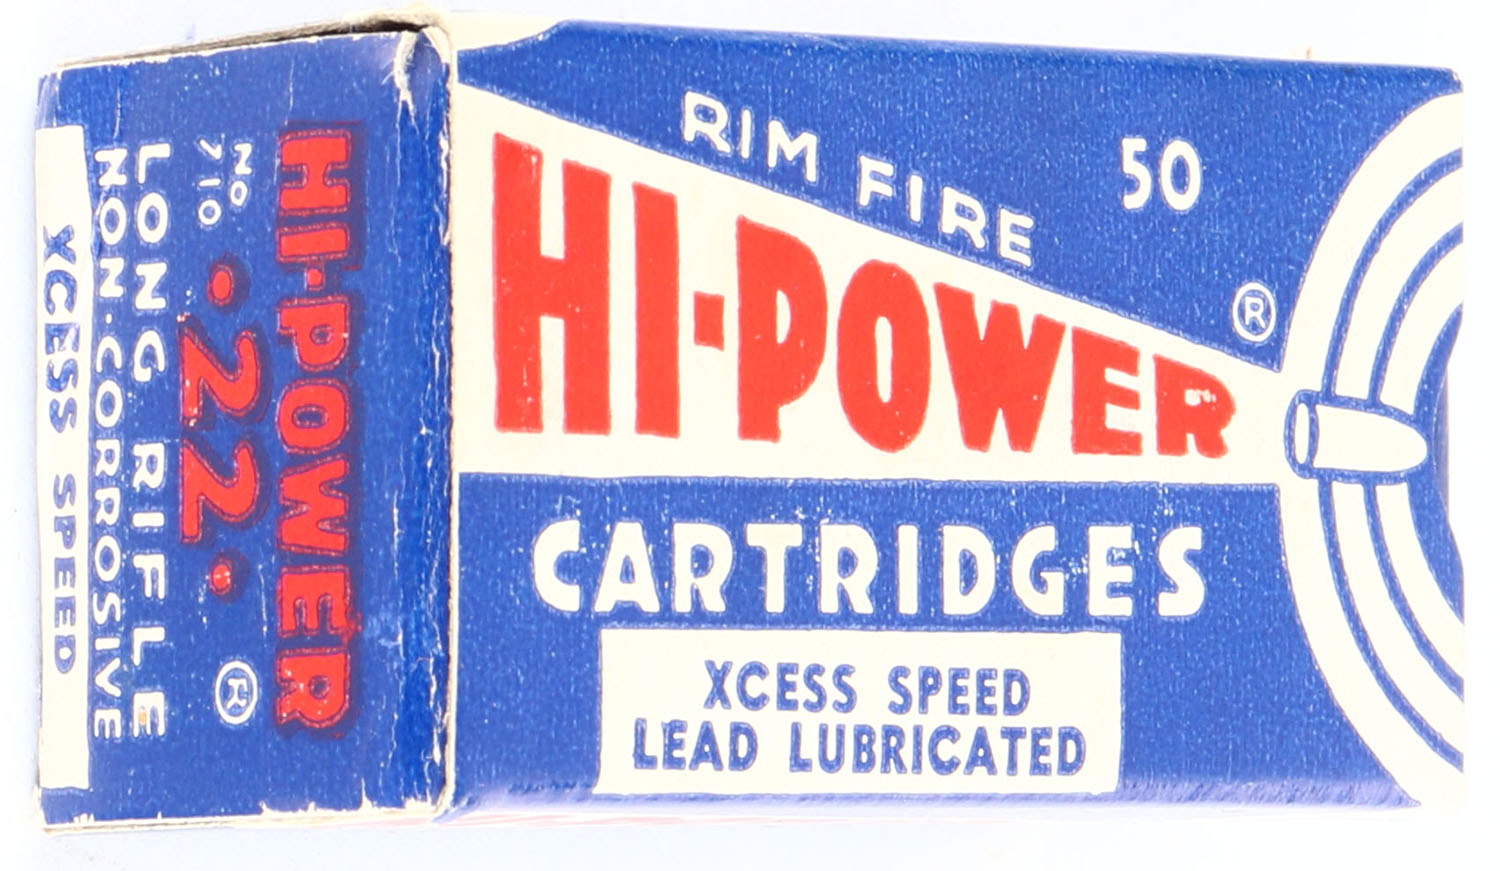 RIM FIRE
50
HI-POWER
®
CARTRIDGES
XCESS SPEED
LEAD LUBRICATED
HI-POWER
NO.
710
.22.
®
LONG RIFLE
NON-CORROSIVE
XCESS SPEED